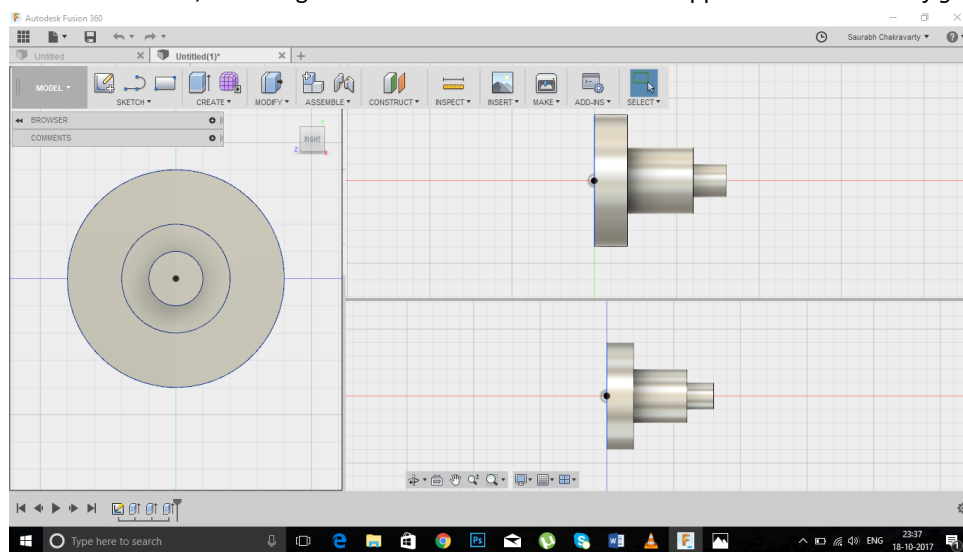 Autodesk Fusion 360
Saurabh Chakravarty
Untitled
Untitled(1)*
MODEL
SKETCH
CREATE
MODIFY
ASSEMBLE
CONSTRUCT
INSPECT
INSERT
MAKE
ADD-INS
SELECT
BROWSER
COMMENTS
RIGHT
Y
Z
X
Type here to search
Ps
ENG
23:37
18-10-2017